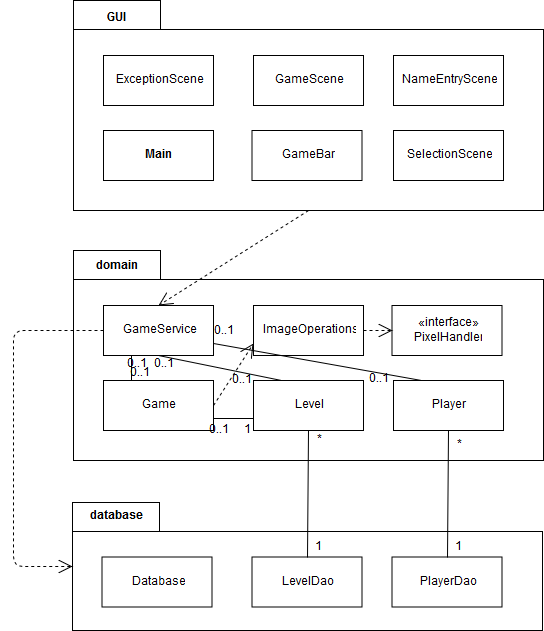 GUI
ExceptionScene
GameScene
NameEntryScene
Main
GameBar
SelectionScene
domain
GameService
0..1
ImageOperations
«interface»
PixelHandler
0..1
0..1
0..1
0..1
0..1
Game
Level
Player
0..1
1
*
*
1
1
database
Database
LevelDao
PlayerDao